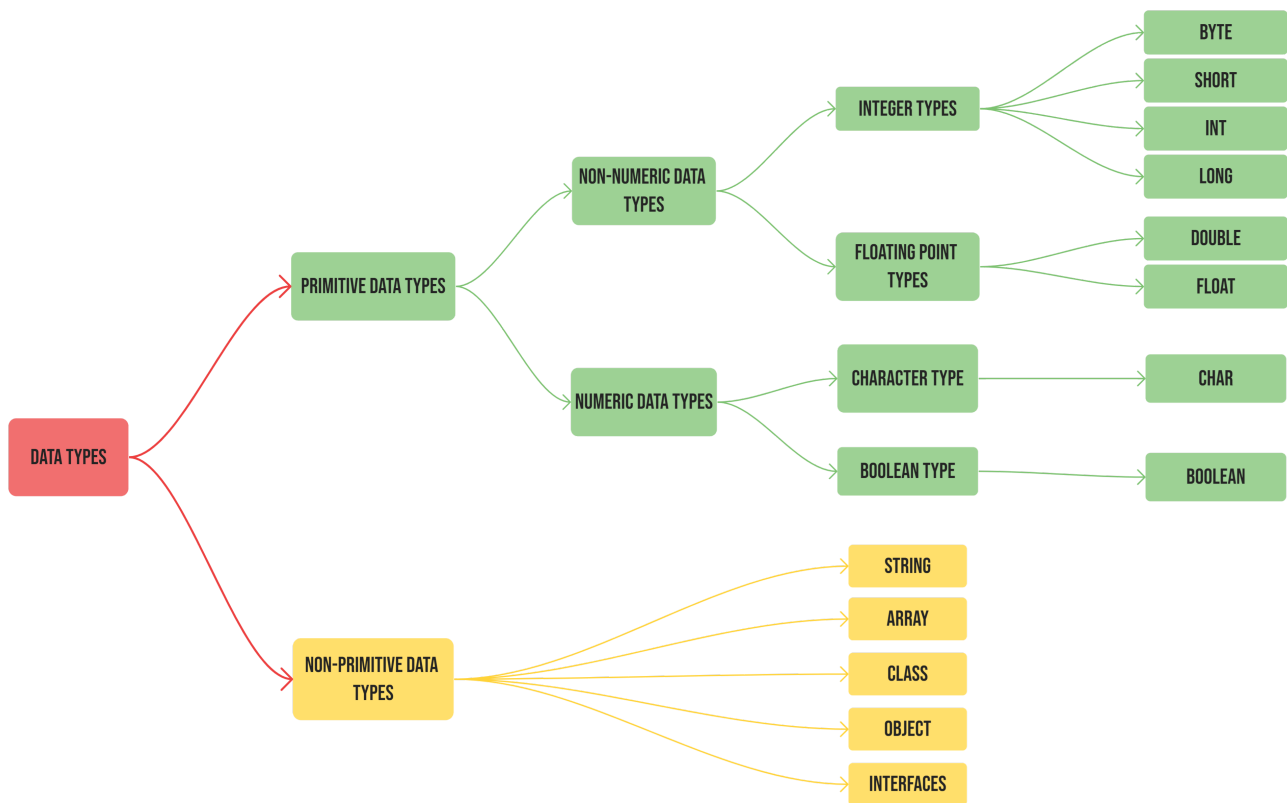 DATA TYPES
PRIMITIVE DATA TYPES
NON-NUMERIC DATA
TYPES
INTEGER TYPES
BYTE
SHORT
INT
LONG
FLOATING POINT
TYPES
DOUBLE
FLOAT
NUMERIC DATA TYPES
CHARACTER TYPE
CHAR
BOOLEAN TYPE
BOOLEAN
NON-PRIMITIVE DATA
TYPES
STRING
ARRAY
CLASS
OBJECT
INTERFACES